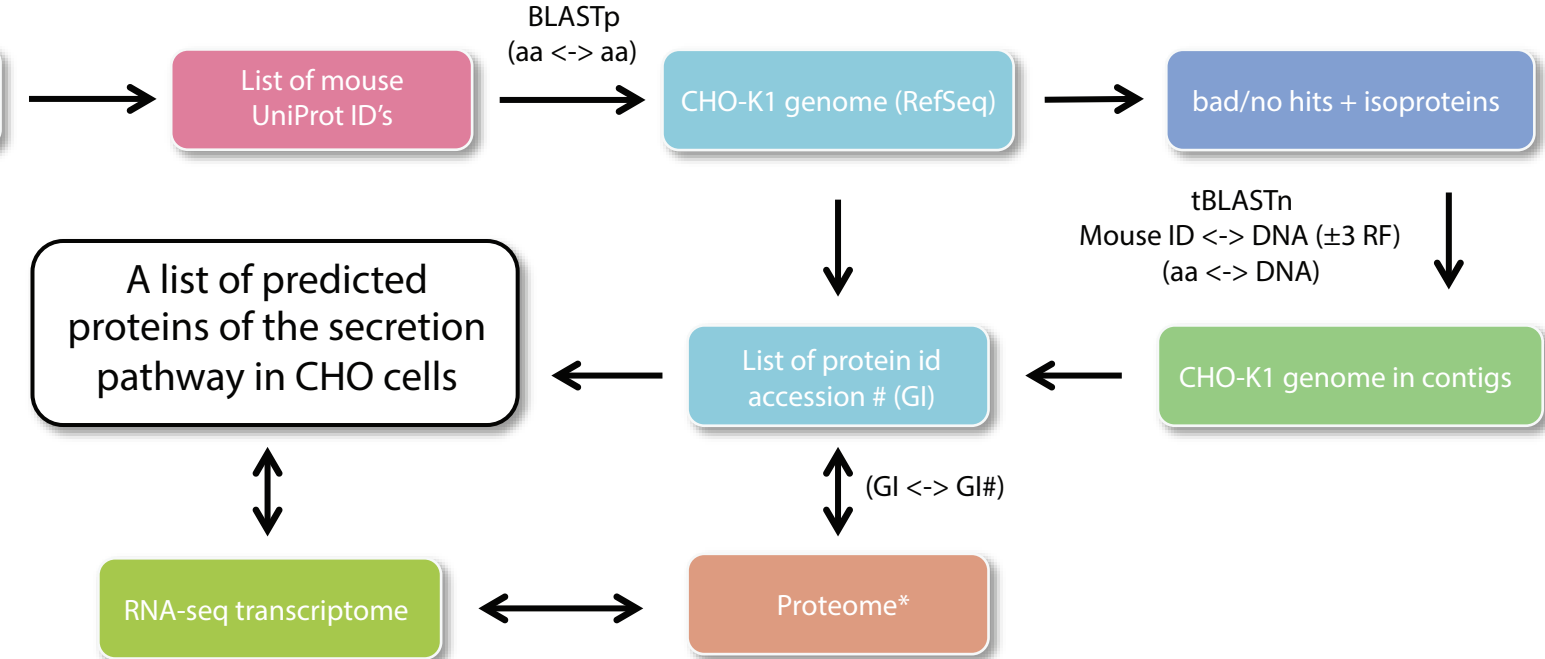 BLASTp
(aa <-> aa)
List of mouse
UniProt ID’s
CHO-K1 genome (RefSeq)
bad/no hits + isoproteins
tBLASTn
Mouse ID <-> DNA (±3 RF)
(aa <-> DNA)
A list of predicted
proteins of the secretion
pathway in CHO cells
List of protein id
accession # (GI)
CHO-K1 genome in contigs
(GI <-> GI#)
RNA-seq transcriptome
Proteome*